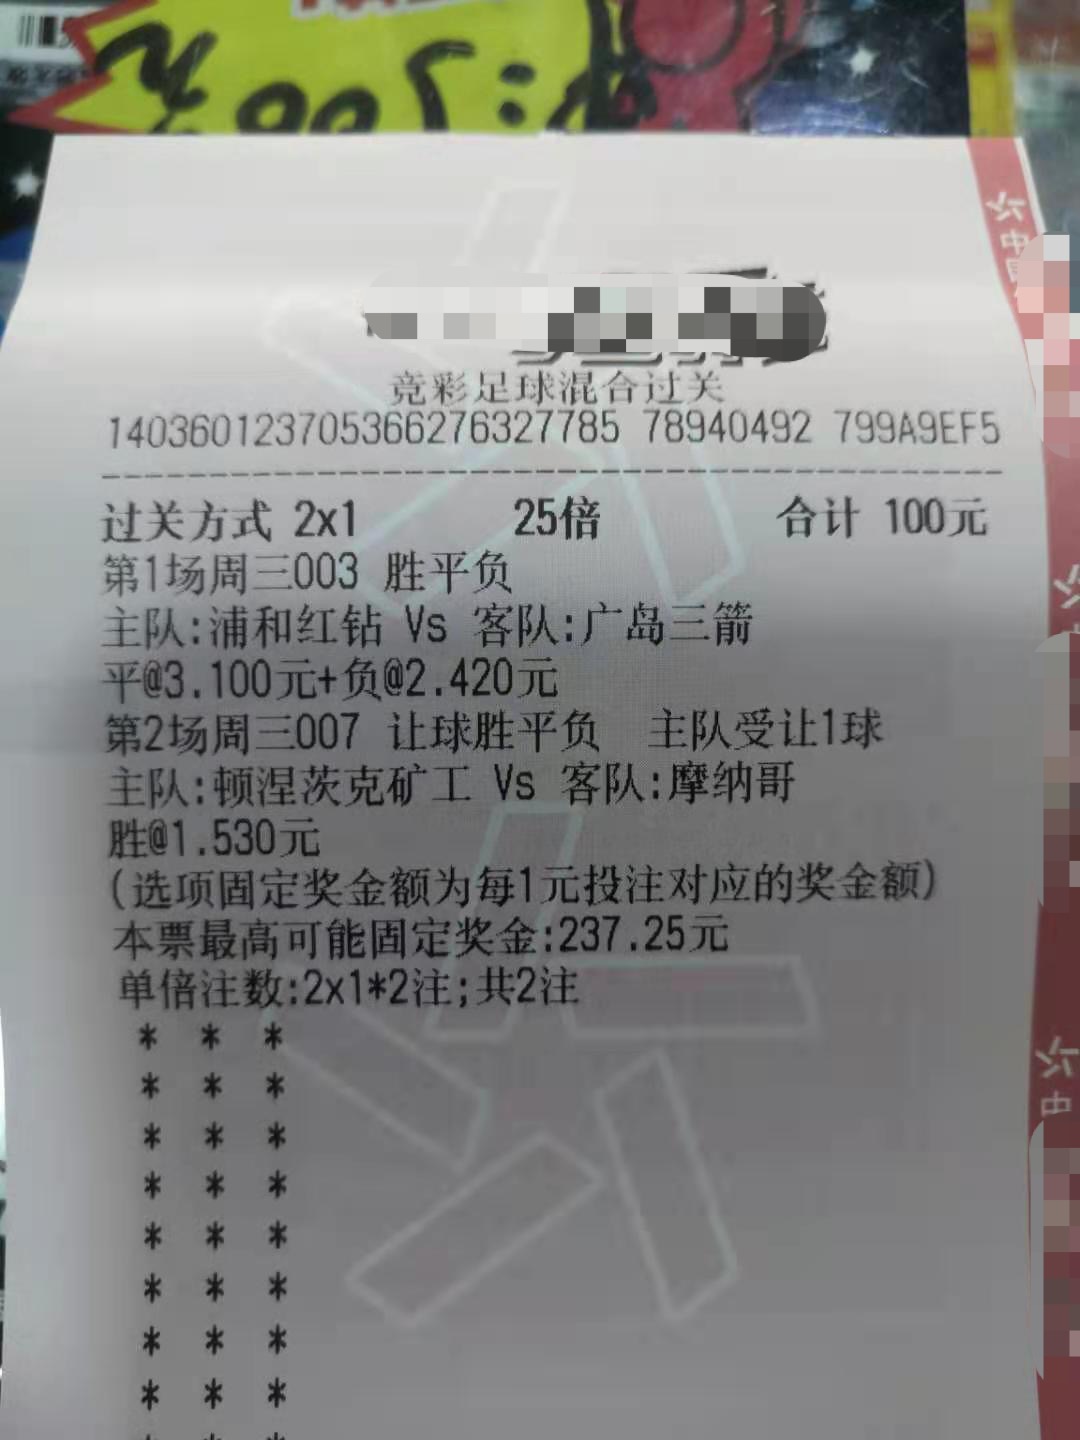 竞彩足球混合过关
140360123705366276327785 78940492 799A9EF5
过关方式 2x1 25倍 合计 100元
第1场周三003 胜平负
主队:浦和红钻 Vs 客队:广岛三箭
平@3.100元+负@2.420元
第2场周三007 让球胜平负 主队受让1球
主队:顿涅茨克矿工 Vs 客队:摩纳哥
胜@1.530元
(选项固定奖金额为每1元投注对应的奖金额)
本票最高可能固定奖金:237.25元
单倍注数:2x1*2注;共2注
* * *
* * *
* * *
* * *
* * *
* * *
* * *
* * *
中
中